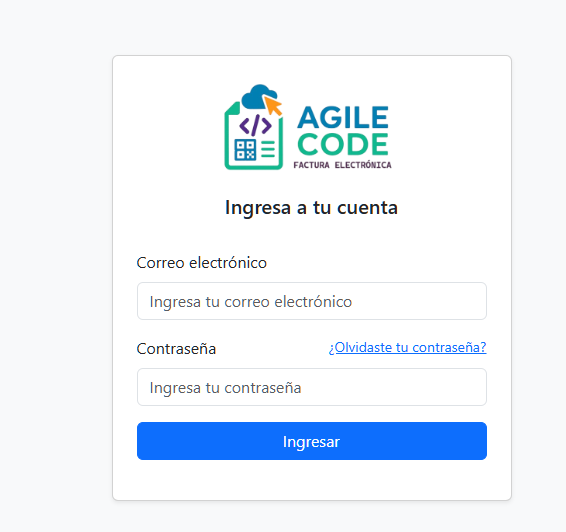 </>
AGILE
CODE
FACTURA ELECTRÓNICA
Ingresa a tu cuenta
Correo electrónico
Ingresa tu correo electrónico
Contraseña ¿Olvidaste tu contraseña?
Ingresa tu contraseña
Ingresar